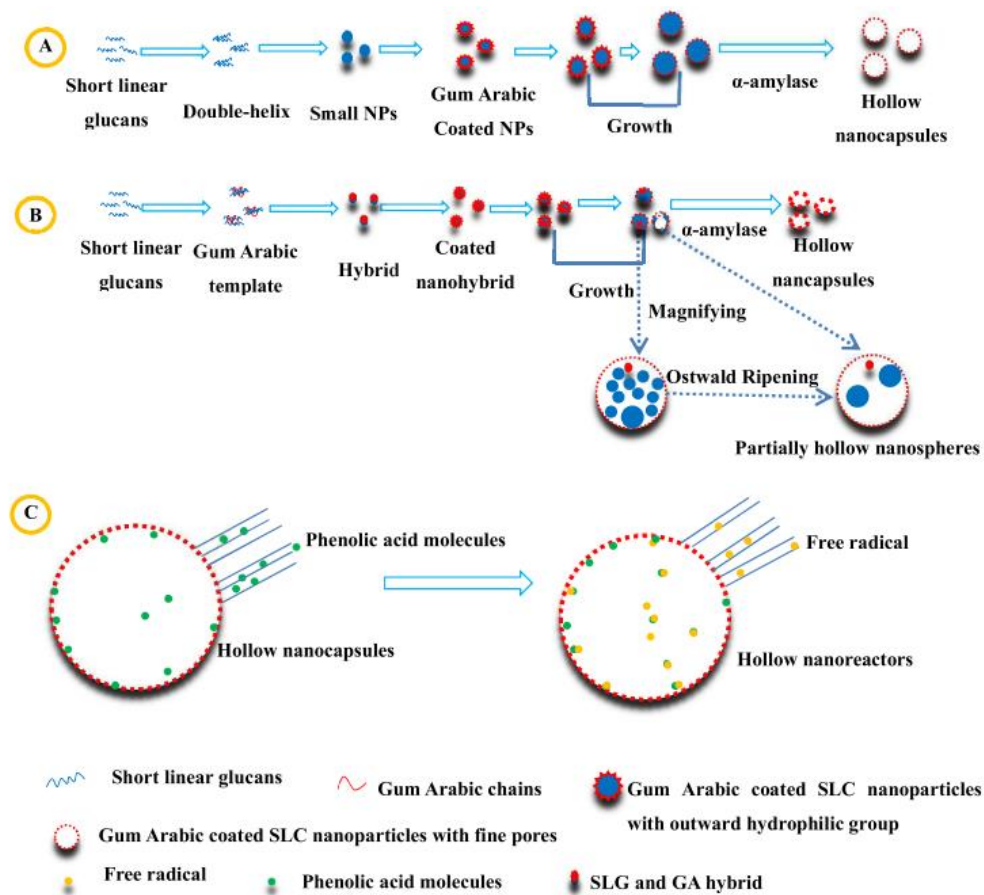 A
Short linear
glucans
Double-helix
Small NPs
Gum Arabic
Coated NPs
Growth
α-amylase
Hollow
nanocapsules
B
Short linear
glucans
Gum Arabic
template
Hybrid
Coated
nanohybrid
Growth
α-amylase
Hollow
nancapsules
Magnifying
Ostwald Ripening
Partially hollow nanospheres
C
Phenolic acid molecules
Hollow nanocapsules
Free radical
Hollow nanoreactors
Short linear glucans
Gum Arabic chains
Gum Arabic coated SLC nanoparticles
with outward hydrophilic group
Gum Arabic coated SLC nanoparticles with fine pores
Free radical
Phenolic acid molecules
SLG and GA hybrid